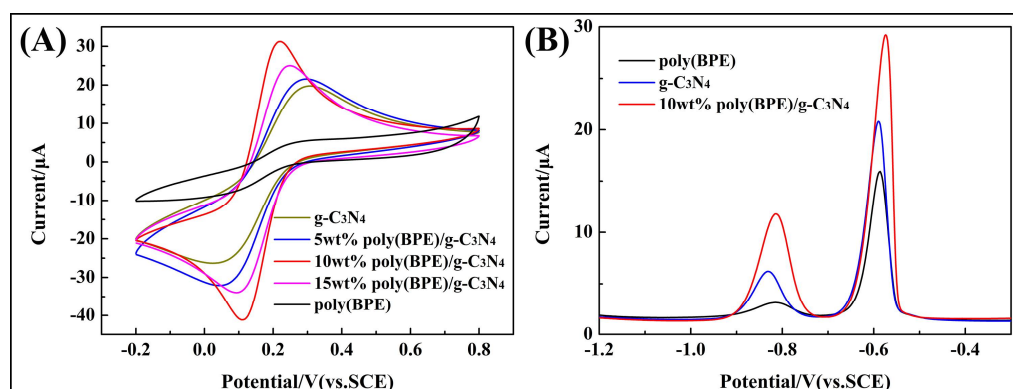 (A)
Current/μA
40
30
20
10
0
-10
-20
-30
-40
g-C₃N₄
5wt% poly(BPE)/g-C₃N₄
10wt% poly(BPE)/g-C₃N₄
15wt% poly(BPE)/g-C₃N₄
poly(BPE)
-0.2 0.0 0.2 0.4 0.6 0.8
Potential/V(vs.SCE)
(B)
Current/μA
30
20
10
0
poly(BPE)
g-C₃N₄
10wt% poly(BPE)/g-C₃N₄
-1.2 -1.0 -0.8 -0.6 -0.4
Potential/V(vs.SCE)